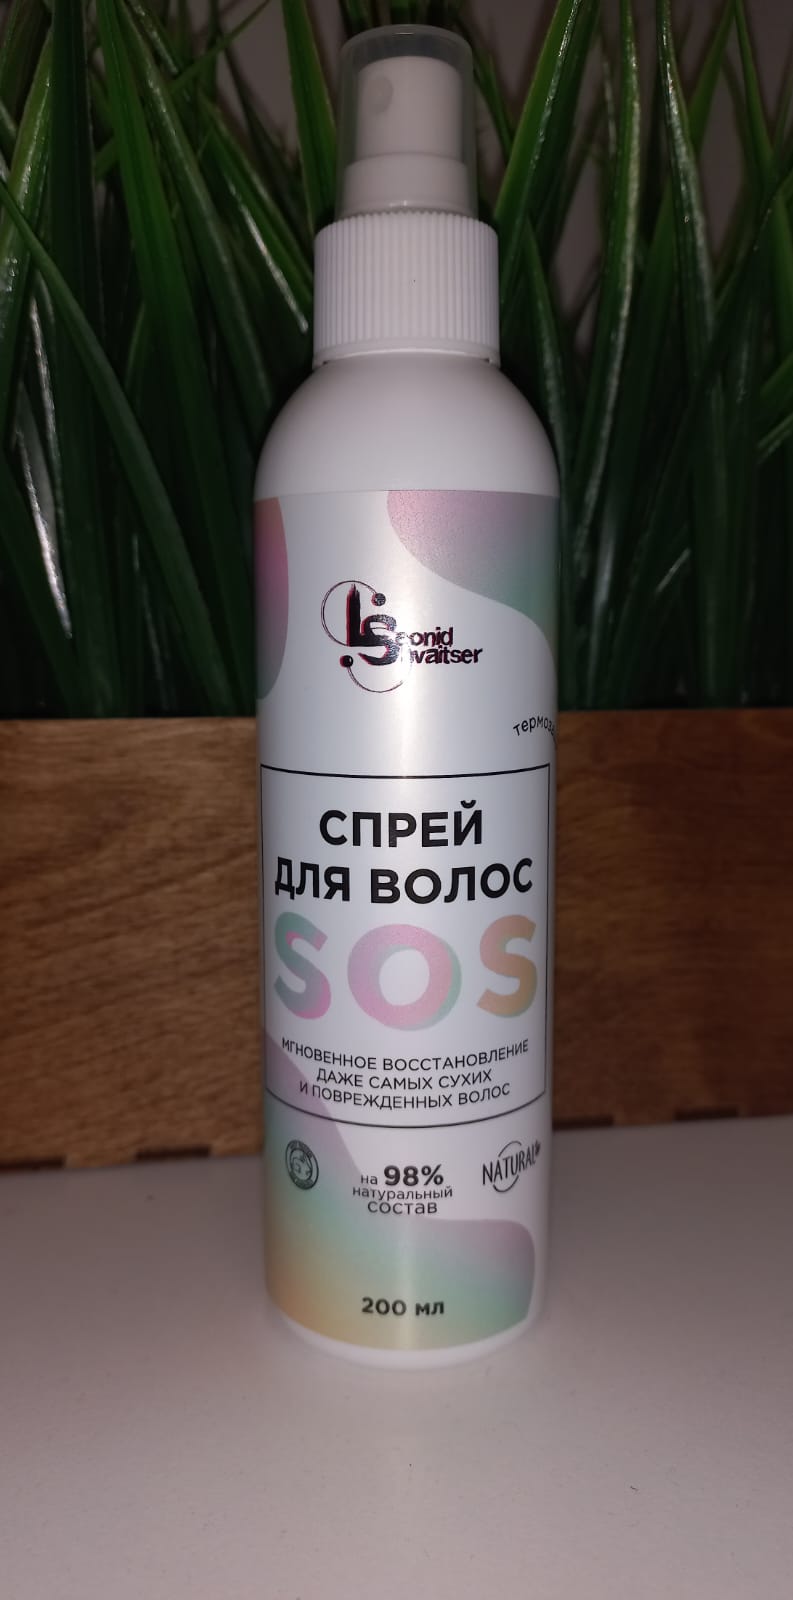 Leonid
Shvaitser
СПРЕЙ
ДЛЯ ВОЛОС
SOS
МГНОВЕННОЕ ВОССТАНОВЛЕНИЕ
ДАЖЕ САМЫХ СУХИХ
И ПОВРЕЖДЕННЫХ ВОЛОС
на 98%
натуральный
состав
NATURAL
200 мл